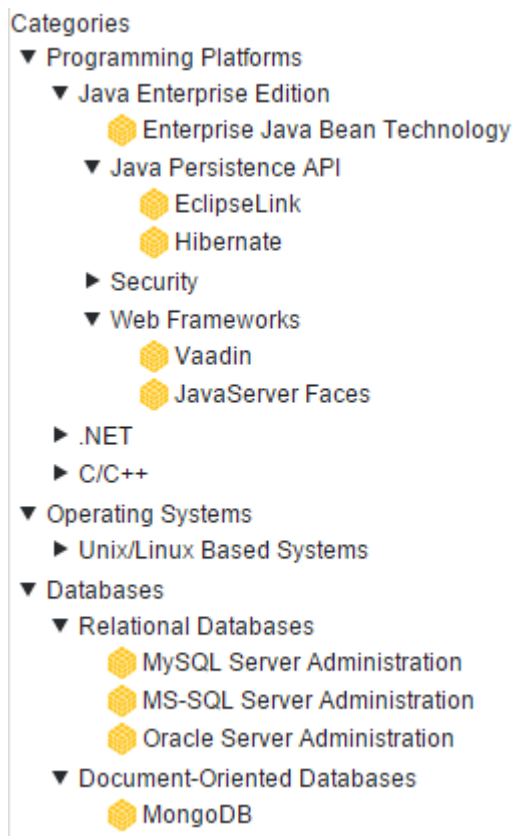 Categories
Programming Platforms
Java Enterprise Edition
Enterprise Java Bean Technology
Java Persistence API
EclipseLink
Hibernate
Security
Web Frameworks
Vaadin
JavaServer Faces
.NET
C/C++
Operating Systems
Unix/Linux Based Systems
Databases
Relational Databases
MySQL Server Administration
MS-SQL Server Administration
Oracle Server Administration
Document-Oriented Databases
MongoDB